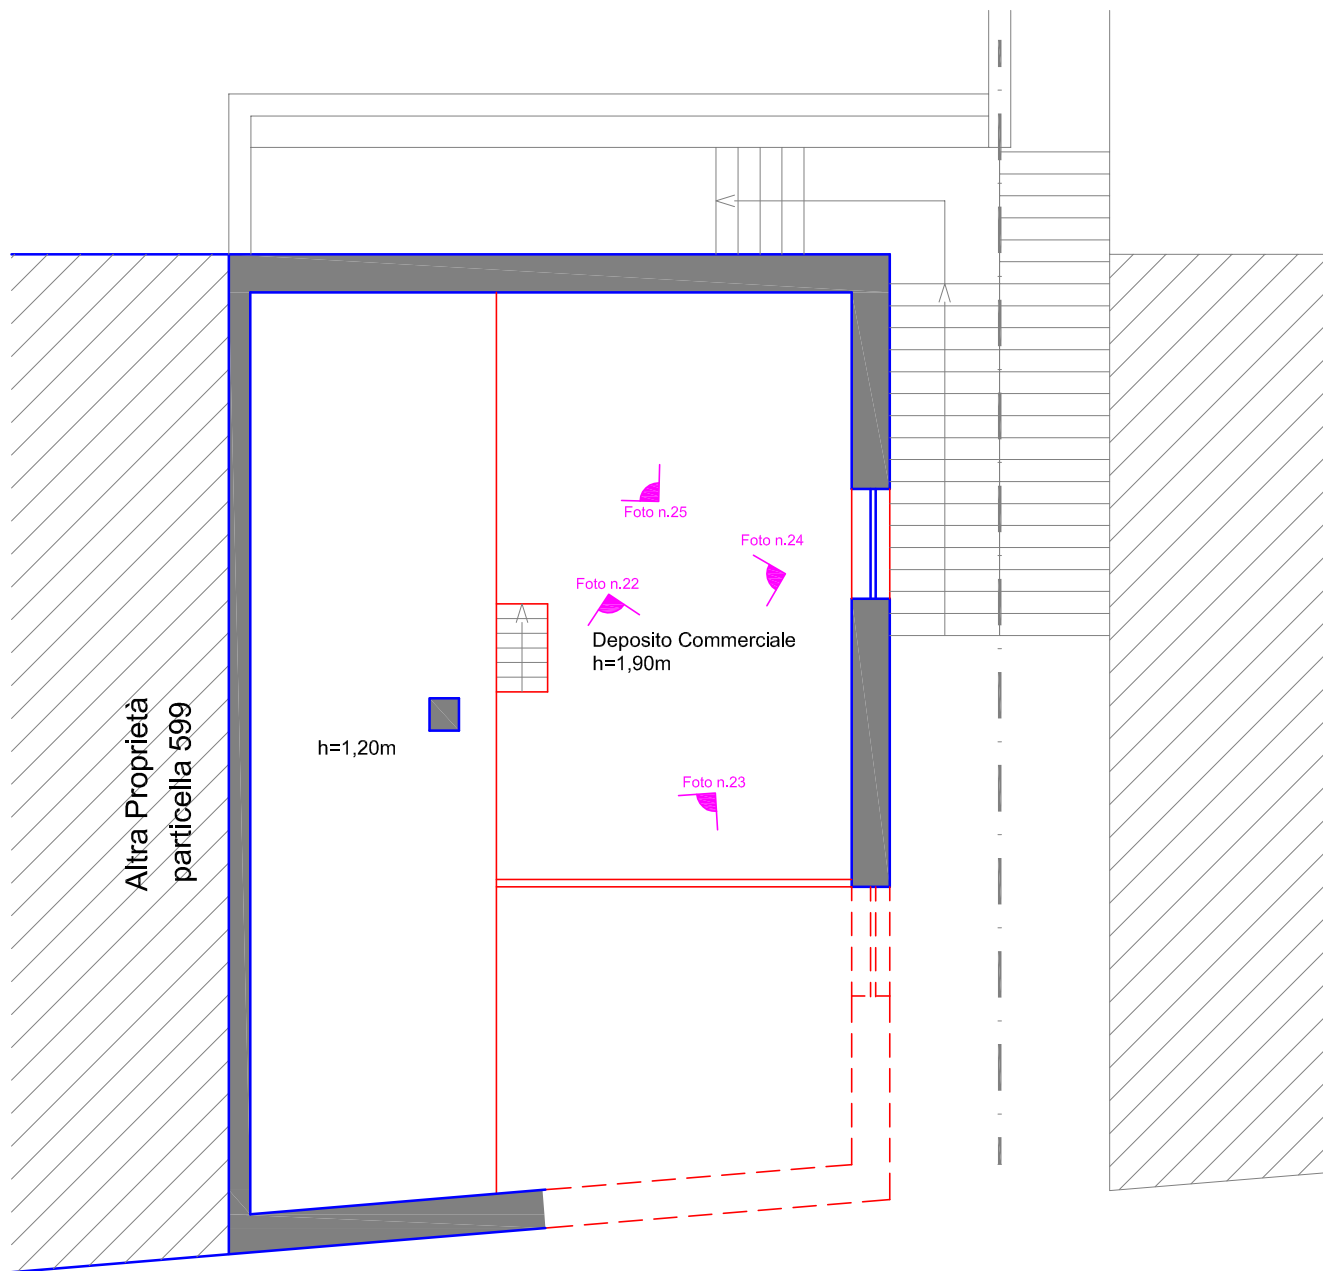 Foto n.25
Foto n.24
Foto n.22
Deposito Commerciale
h=1,90m
Altra Proprietà
particella 599
h=1,20m
Foto n.23